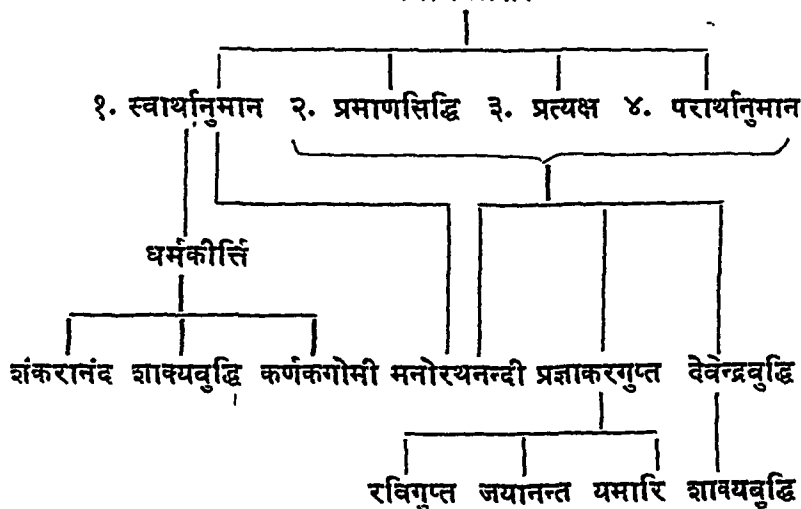 १. स्वार्थानुमान २. प्रमाणसिद्धि ३. प्रत्यक्ष ४. परार्थानुमान
धर्मकीर्त्ति
शंकरानंद शाक्यबुद्धि कर्णकगोमी मनोरथनन्दी प्रज्ञाकरगुप्त देवेन्द्रबुद्धि
रविगुप्त जयानन्त यमारि शाक्यबुद्धि